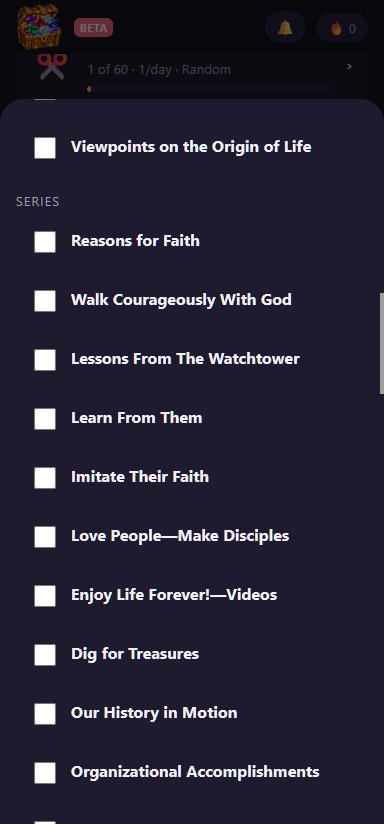 BETA
0
1 of 60 · 1/day · Random
Viewpoints on the Origin of Life
SERIES
Reasons for Faith
Walk Courageously With God
Lessons From The Watchtower
Learn From Them
Imitate Their Faith
Love People—Make Disciples
Enjoy Life Forever!—Videos
Dig for Treasures
Our History in Motion
Organizational Accomplishments